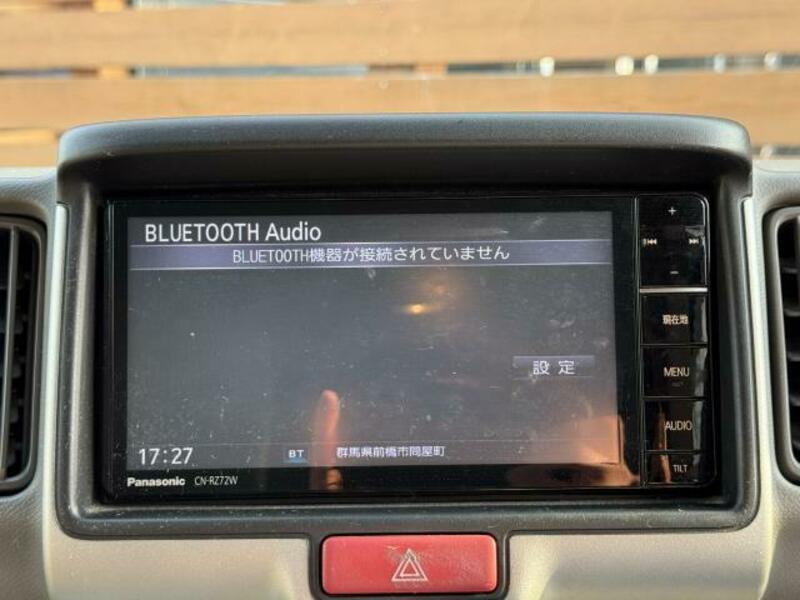 BLUETOOTH Audio
BLUETOOTH機器が接続されていません
設定
17:27
BT
群馬県前橋市問屋町
Panasonic
CN-RZ72W
+
−
現在地
MENU
AUDIO
TILT